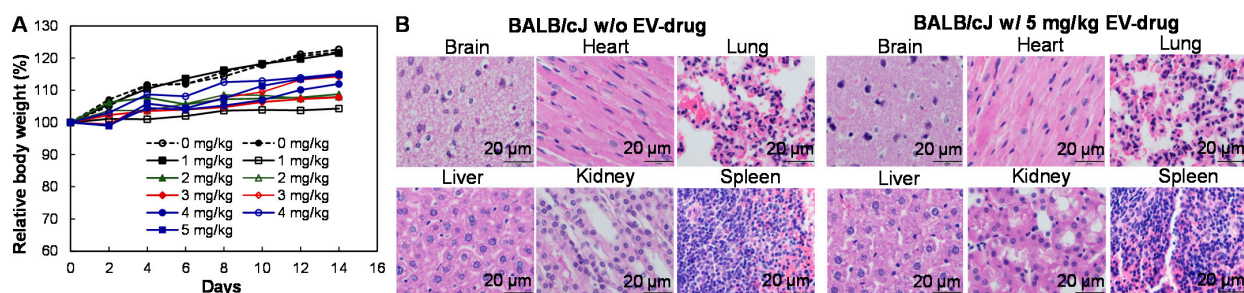 A
Relative body weight (%)
130
120
110
100
90
80
70
60
0 mg/kg 0 mg/kg
1 mg/kg 1 mg/kg
2 mg/kg 2 mg/kg
3 mg/kg 3 mg/kg
4 mg/kg 4 mg/kg
5 mg/kg
0 2 4 6 8 10 12 14 16
Days
B
BALB/cJ w/o EV-drug
Brain Heart Lung
20 µm 20 µm 20 µm
Liver Kidney Spleen
20 µm 20 µm 20 µm
BALB/cJ w/ 5 mg/kg EV-drug
Brain Heart Lung
20 µm 20 µm 20 µm
Liver Kidney Spleen
20 µm 20 µm 20 µm